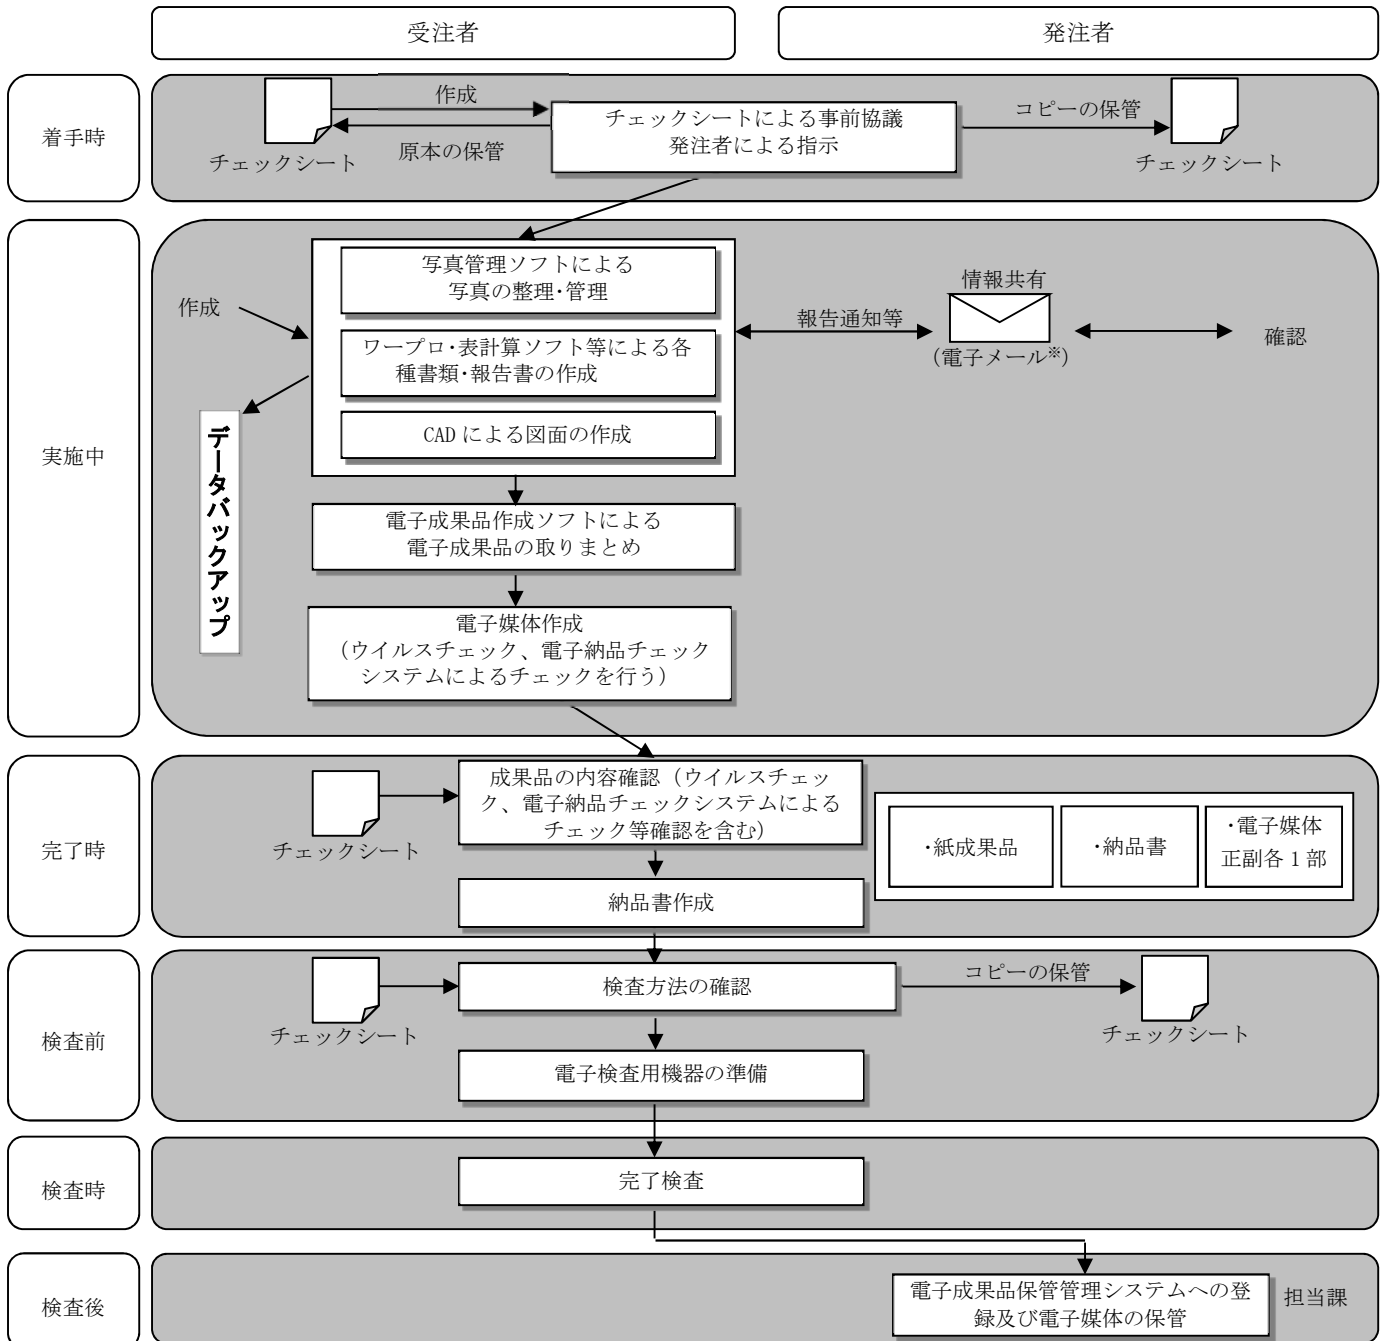 受注者
発注者
着手時
作成
チェックシート
原本の保管
チェックシートによる事前協議
発注者による指示
コピーの保管
チェックシート
実施中
作成
写真管理ソフトによる
写真の整理・管理
ワープロ・表計算ソフト等による各
種書類・報告書の作成
CADによる図面の作成
報告通知等
情報共有
（電子メール※）
確認
データバックアップ
電子成果品作成ソフトによる
電子成果品の取りまとめ
電子媒体作成
（ウイルスチェック、電子納品チェック
システムによるチェックを行う）
完了時
チェックシート
成果品の内容確認（ウイルスチェッ
ク、電子納品チェックシステムによる
チェック等確認を含む）
・紙成果品
・納品書
・電子媒体
正副各1部
納品書作成
検査前
チェックシート
検査方法の確認
コピーの保管
チェックシート
電子検査用機器の準備
検査時
完了検査
検査後
電子成果品保管管理システムへの登
録及び電子媒体の保管
担当課